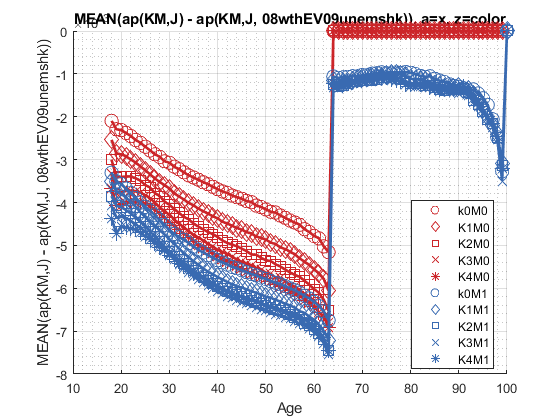 MEAN(ap(KM,J) - ap(KM,J, 08wthEV09unemshk)), a=x, z=color
0
-1
-2
-3
-4
-5
-6
-7
-8
MEAN(ap(KM,J) - ap(KM,J, 08wthEV09unemshk))
10 20 30 40 50 60 70 80 90 100
Age
k0M0
K1M0
K2M0
K3M0
K4M0
k0M1
K1M1
K2M1
K3M1
K4M1